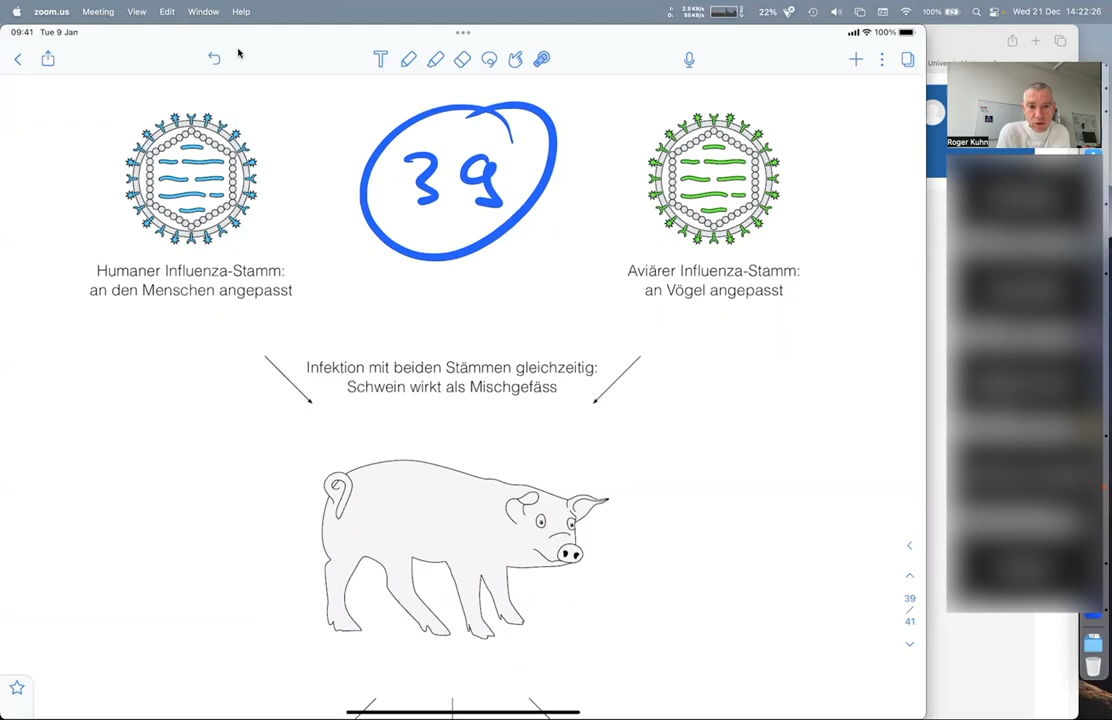 zoom.us Meeting View Edit Window Help
22% 100% Wed 21 Dec 14:22:26
09:41 Tue 9 Jan
100%
39
Roger Kuhn
Humaner Influenza-Stamm:
an den Menschen angepasst
Aviärer Influenza-Stamm:
an Vögel angepasst
Infektion mit beiden Stämmen gleichzeitig:
Schwein wirkt als Mischgefäss
39
/
41